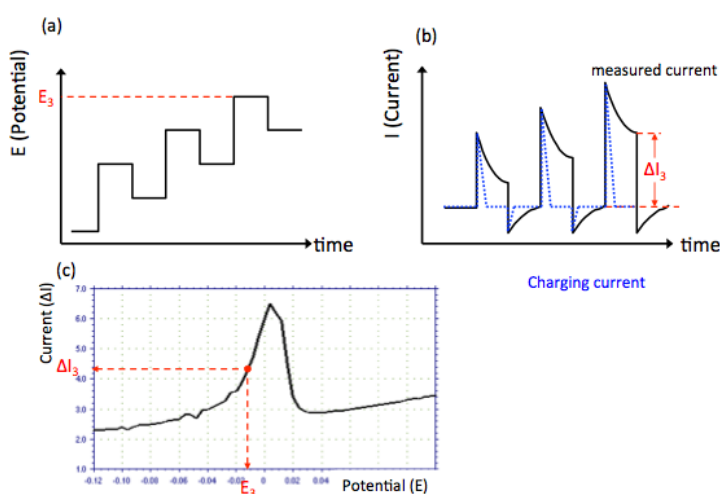 (a)
E (Potential)
E3
time
(b)
I (Current)
measured current
ΔI3
time
Charging current
(c)
Current (ΔI)
7.0
6.0
5.0
ΔI3
4.0
3.0
2.0
1.0
-0.12 -0.10 -0.08 -0.06 -0.04 -0.02 0 0.02 0.04
E3
Potential (E)